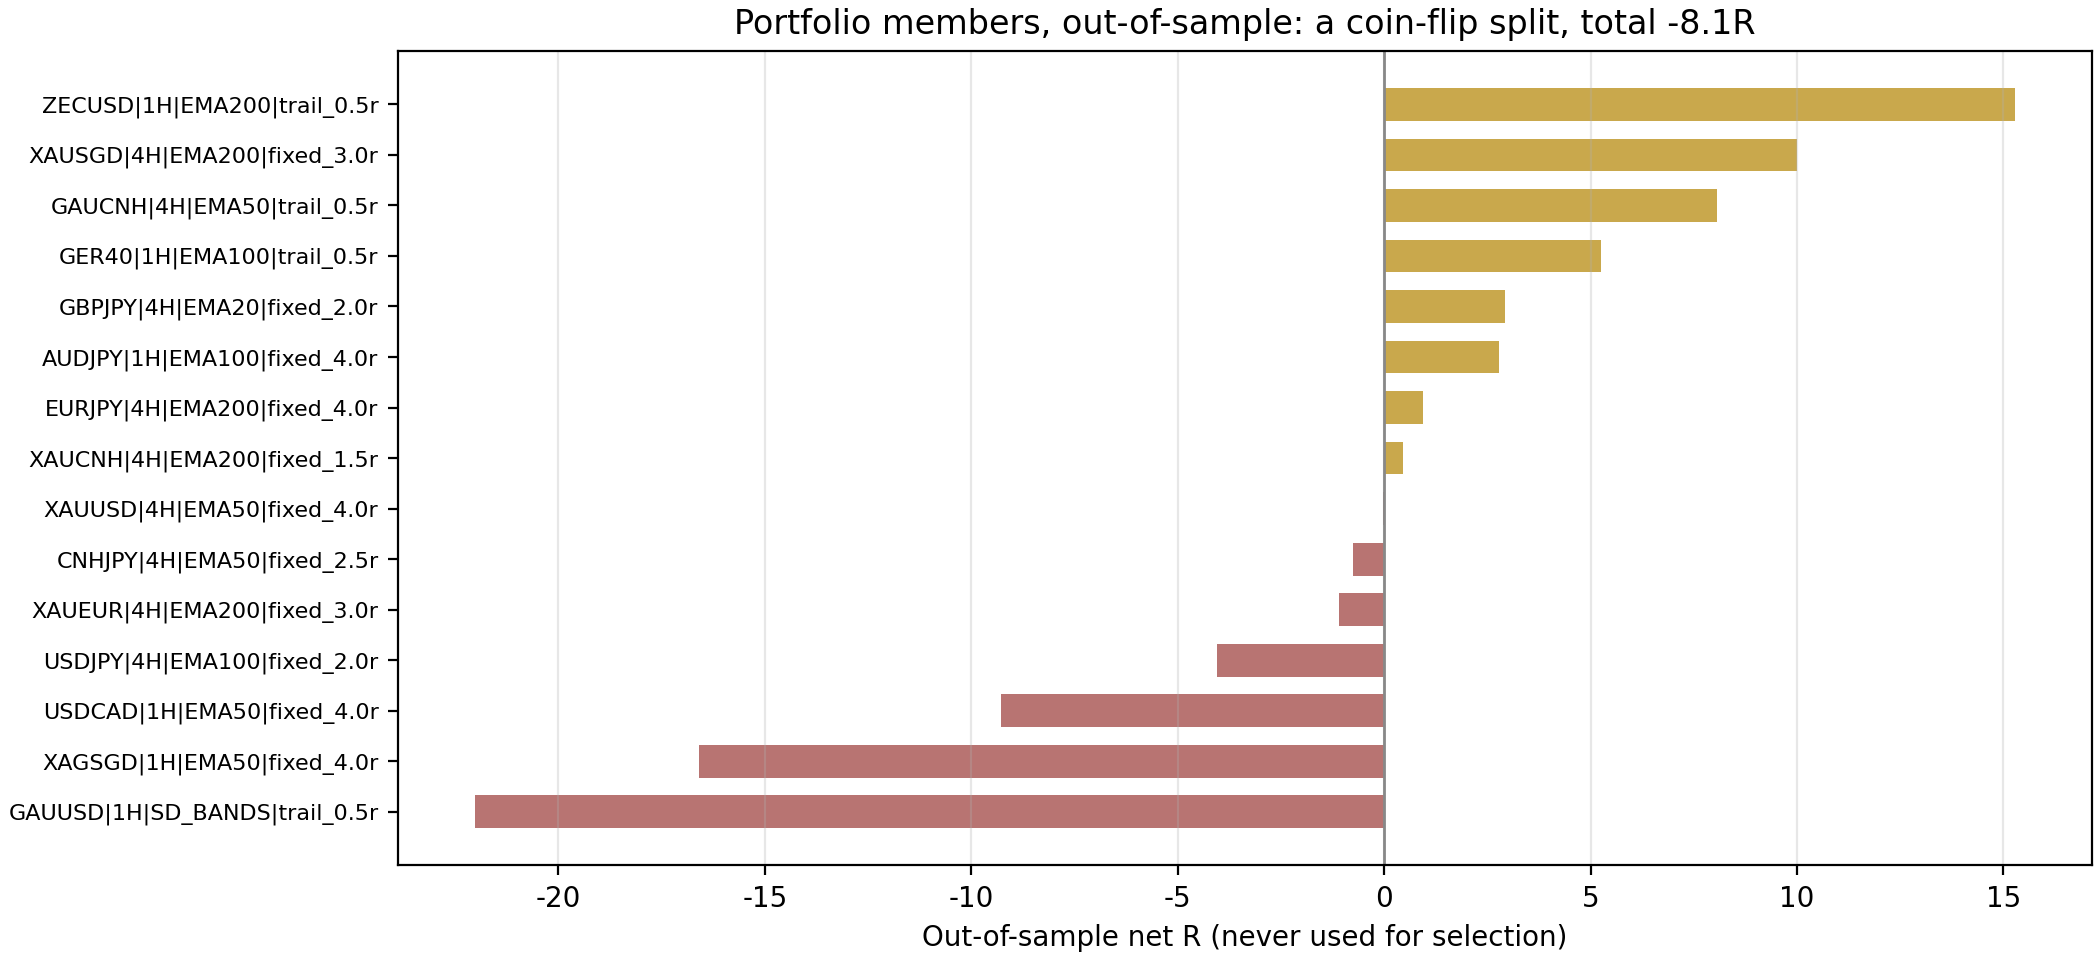 Portfolio members, out-of-sample: a coin-flip split, total -8.1R
ZECUSD|1H|EMA200|trail_0.5r
XAUSGD|4H|EMA200|fixed_3.0r
GAUCNH|4H|EMA50|trail_0.5r
GER40|1H|EMA100|trail_0.5r
GBPJPY|4H|EMA20|fixed_2.0r
AUDJPY|1H|EMA100|fixed_4.0r
EURJPY|4H|EMA200|fixed_4.0r
XAUCNH|4H|EMA200|fixed_1.5r
XAUUSD|4H|EMA50|fixed_4.0r
CNHJPY|4H|EMA50|fixed_2.5r
XAUEUR|4H|EMA200|fixed_3.0r
USDJPY|4H|EMA100|fixed_2.0r
USDCAD|1H|EMA50|fixed_4.0r
XAGSGD|1H|EMA50|fixed_4.0r
GAUUSD|1H|SD_BANDS|trail_0.5r
-20 -15 -10 -5 0 5 10 15
Out-of-sample net R (never used for selection)